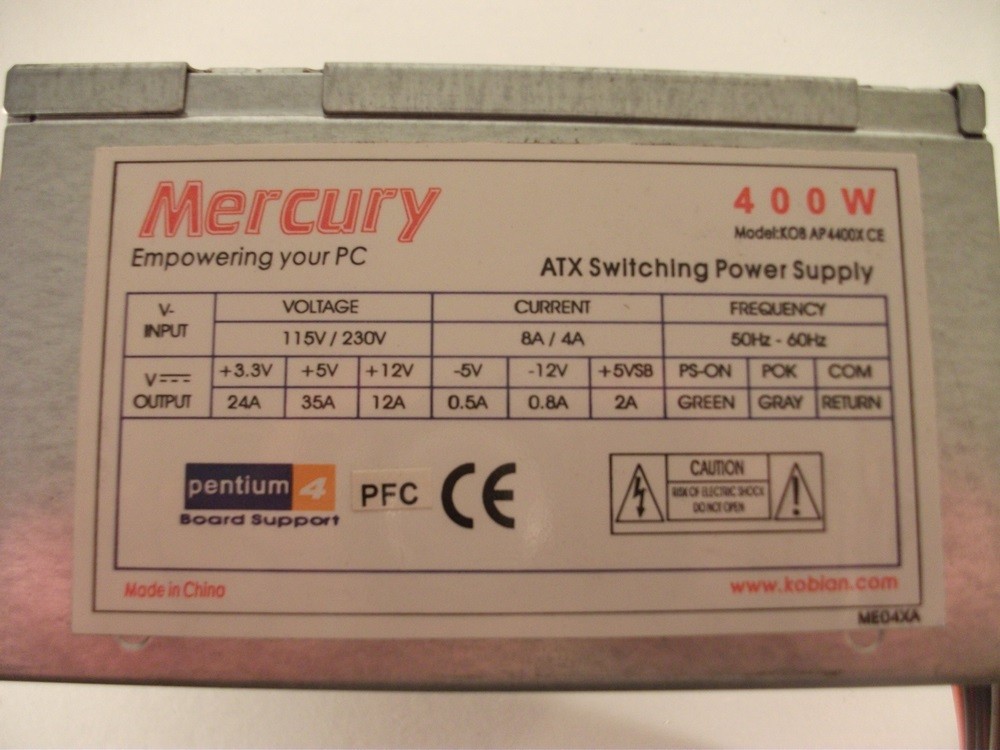 Mercury
Empowering your PC
400W
Model:KOB AP4400X CE
ATX Switching Power Supply
V~ INPUT
VOLTAGE CURRENT FREQUENCY
115V / 230V 8A / 4A 50Hz - 60Hz
V OUTPUT
+3.3V +5V +12V -5V -12V +5VSB PS-ON POK COM
24A 35A 12A 0.5A 0.8A 2A GREEN GRAY RETURN
pentium 4
Board Support
PFC
CE
CAUTION
RISK OF ELECTRIC SHOCK
DO NOT OPEN
Made in China
www.kobian.com
ME04XA